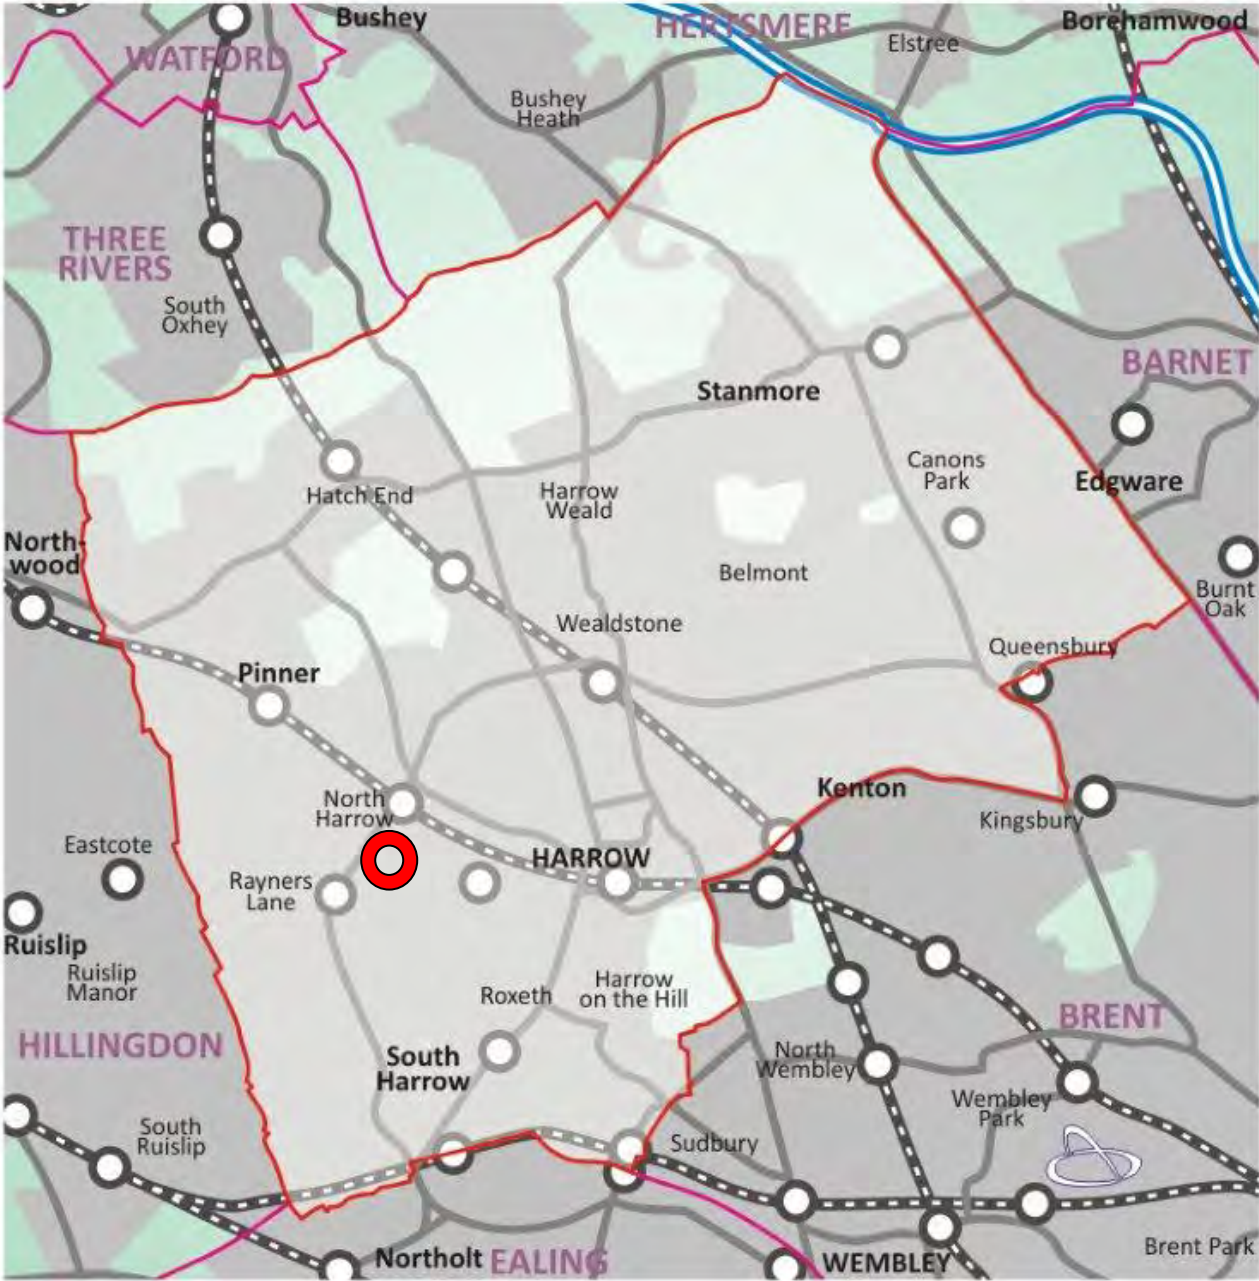 Bushey
HERTSMERE
Borehamwood
Elstree
WATFORD
Bushey
Heath
THREE
RIVERS
South
Oxhey
BARNET
Stanmore
Canons
Park
Edgware
Hatch End
Harrow
Weald
North-
wood
Belmont
Burnt
Oak
Wealdstone
Queensbury
Pinner
North
Harrow
Kenton
Kingsbury
Eastcote
HARROW
Rayners
Lane
Ruislip
Ruislip
Manor
Roxeth
Harrow
on the Hill
HILLINGDON
BRENT
South
Harrow
North
Wembley
Wembley
Park
South
Ruislip
Sudbury
Northolt
EALING
WEMBLEY
Brent Park